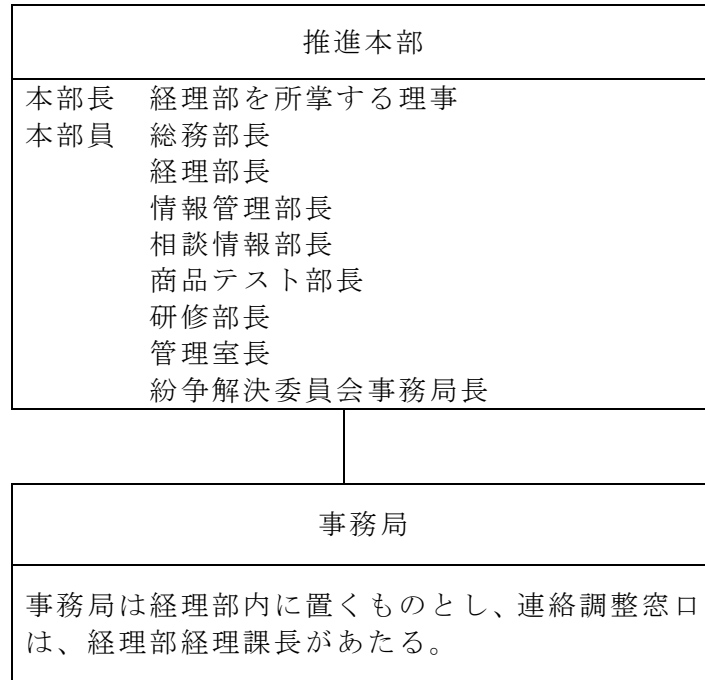 推進本部
本部長　経理部を所掌する理事
本部員　総務部長
経理部長
情報管理部長
相談情報部長
商品テスト部長
研修部長
管理室長
紛争解決委員会事務局長
事務局
事務局は経理部内に置くものとし、連絡調整窓口
は、経理部経理課長があたる。